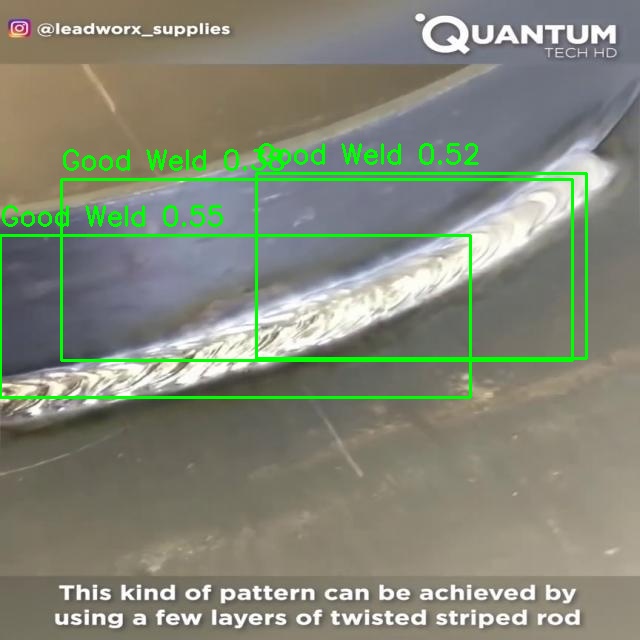 @leadworx_supplies
QUANTUM
TECH HD
Good Weld 0.52
Good Weld
Good Weld 0.55
This kind of pattern can be achieved by
using a few layers of twisted striped rod